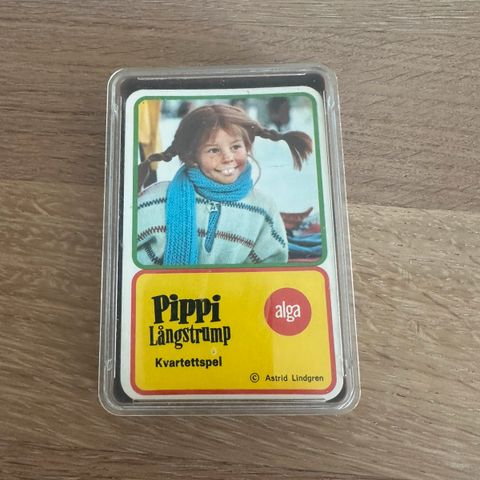 Pippi
Långstrump
alga
Kvartettspel
© Astrid Lindgren